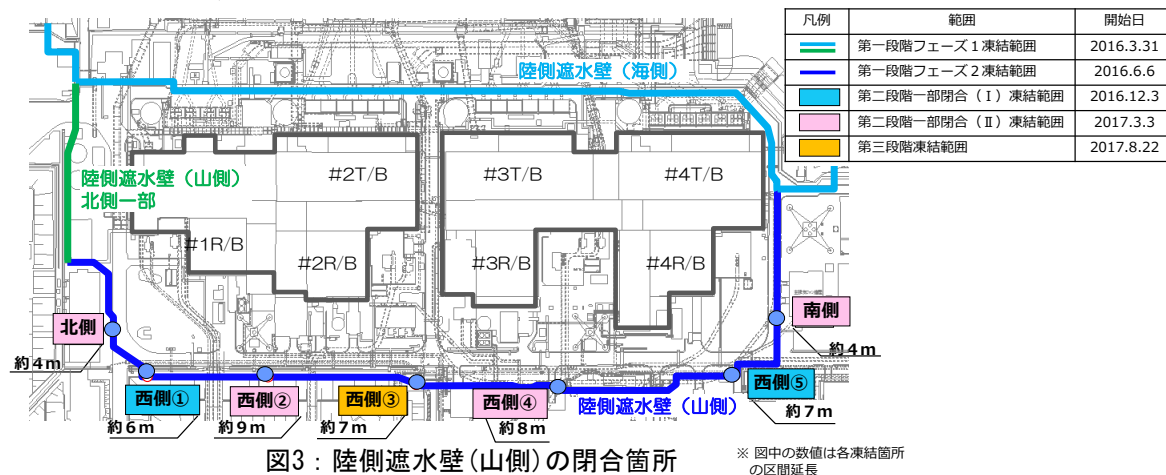 凡例 範囲 開始日
第一段階フェーズ1凍結範囲 2016.3.31
第一段階フェーズ2凍結範囲 2016.6.6
第二段階一部閉合(Ⅰ)凍結範囲 2016.12.3
第二段階一部閉合(Ⅱ)凍結範囲 2017.3.3
第三段階凍結範囲 2017.8.22
陸側遮水壁(海側)
陸側遮水壁(山側)
北側一部
#2T/B
#3T/B
#4T/B
#1R/B
#2R/B
#3R/B
#4R/B
北側
約4m
南側
約4m
西側①
約6m
西側②
約9m
西側③
約7m
西側④
約8m
陸側遮水壁(山側)
西側⑤
約7m
図3:陸側遮水壁(山側)の閉合箇所
※ 図中の数値は各凍結箇所
の区間延長